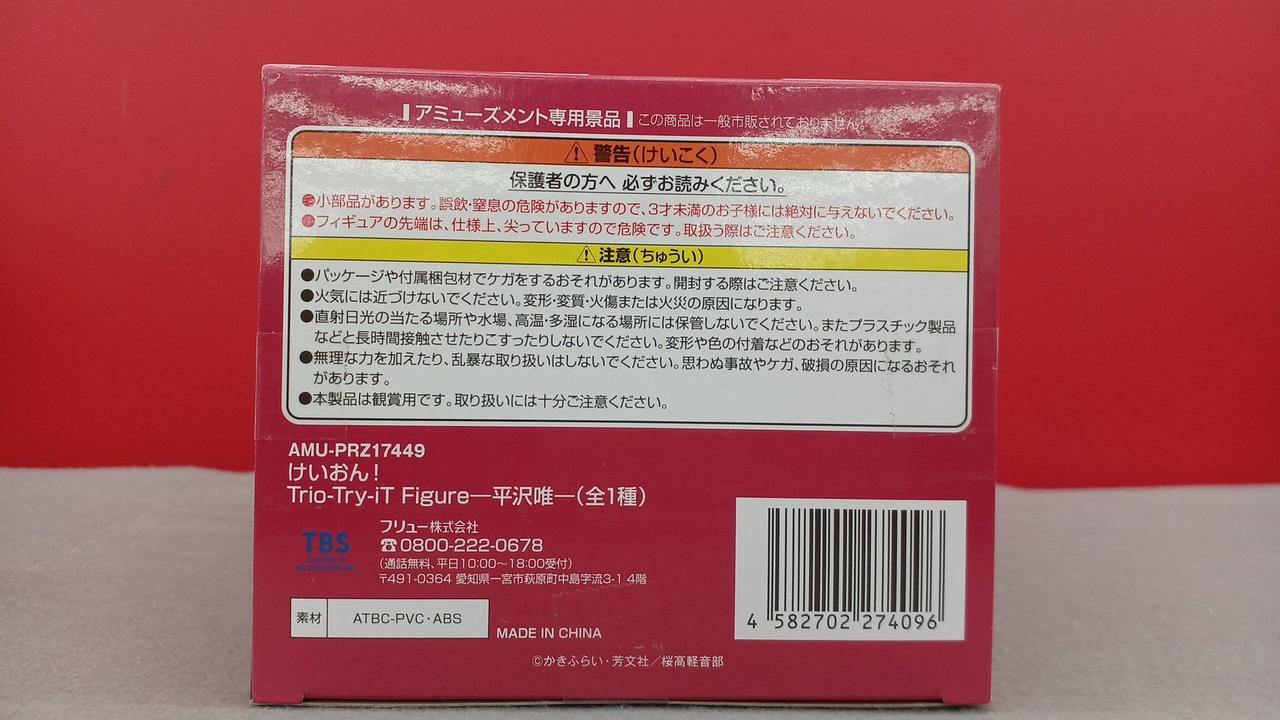 アミューズメント専用景品 この商品は一般市販されておりません。
⚠警告(けいこく)
保護者の方へ 必ずお読みください。
●小部品があります。誤飲・窒息の危険がありますので、3才未満のお子様には絶対に与えないでください。
●フィギュアの先端は、仕様上、尖っていますので危険です。取扱う際はご注意ください。
⚠注意(ちゅうい)
●パッケージや付属梱包材でケガをするおそれがあります。開封する際はご注意ください。
●火気には近づけないでください。変形・変質・火傷または火災の原因になります。
●直射日光の当たる場所や水場、高温・多湿になる場所には保管しないでください。またプラスチック製品
などと長時間接触させたりこすったりしないでください。変形や色の付着などのおそれがあります。
●無理な力を加えたり、乱暴な取り扱いはしないでください。思わぬ事故やケガ、破損の原因になるおそれ
があります。
●本製品は観賞用です。取り扱いには十分ご注意ください。
AMU-PRZ17449
けいおん!
Trio-Try-iT Figure―平沢唯―(全1種)
TBS
フリュー株式会社
☎0800-222-0678
(通話無料、平日10:00～18:00受付)
〒491-0364 愛知県一宮市萩原町中島字流3-1 4階
素材 ATBC-PVC・ABS
MADE IN CHINA
4 582702 274096
©かきふらい・芳文社／桜高軽音部